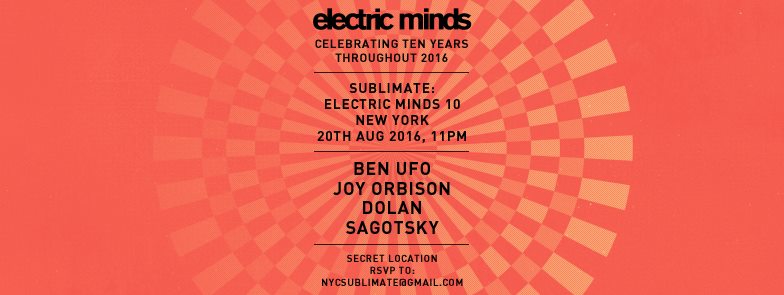 electric minds
CELEBRATING TEN YEARS
THROUGHOUT 2016
SUBLIMATE:
ELECTRIC MINDS 10
NEW YORK
20TH AUG 2016, 11PM
BEN UFO
JOY ORBISON
DOLAN
SAGOTSKY
SECRET LOCATION
RSVP TO:
NYCSUBLIMATE@GMAIL.COM